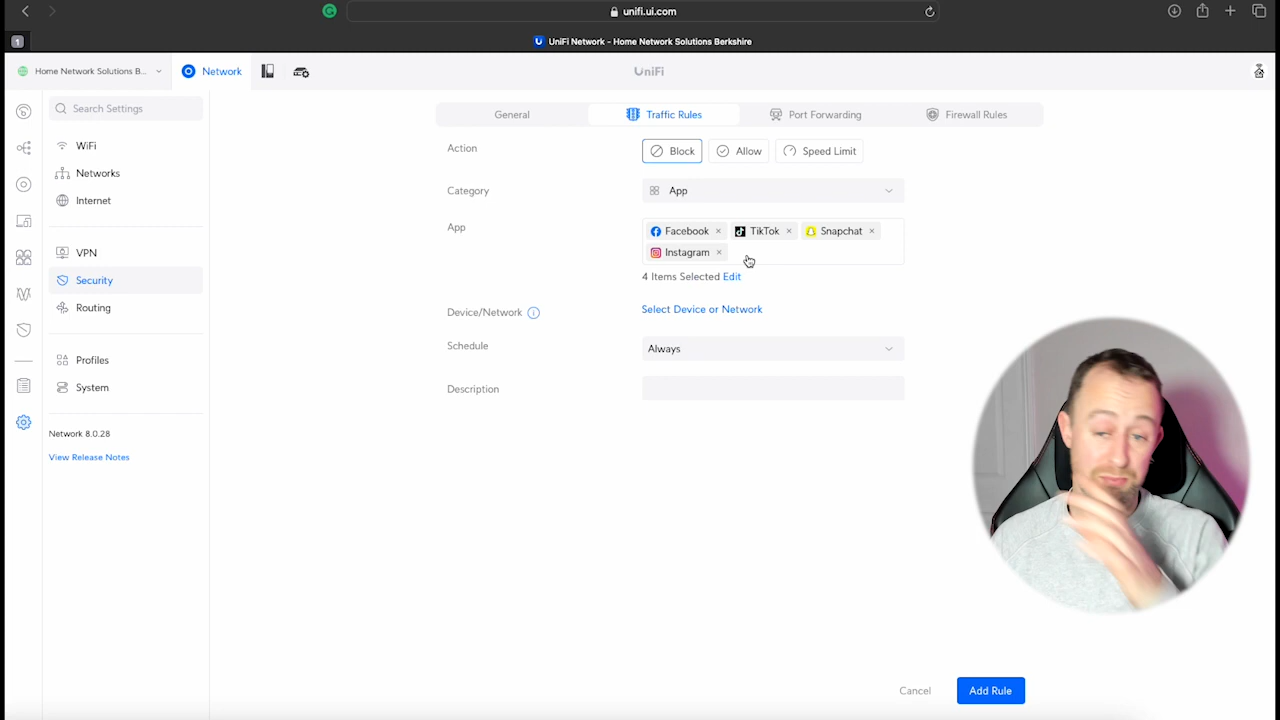 unifi.ui.com
1
UniFi Network - Home Network Solutions Berkshire
Home Network Solutions B...
Network
UniFi
Search Settings
WiFi
Networks
Internet
VPN
Security
Routing
Profiles
System
Network 8.0.28
View Release Notes
General
Traffic Rules
Port Forwarding
Firewall Rules
Action
Block
Allow
Speed Limit
Category
App
App
Facebook
TikTok
Snapchat
Instagram
4 Items Selected Edit
Device/Network
Select Device or Network
Schedule
Always
Description
Cancel
Add Rule